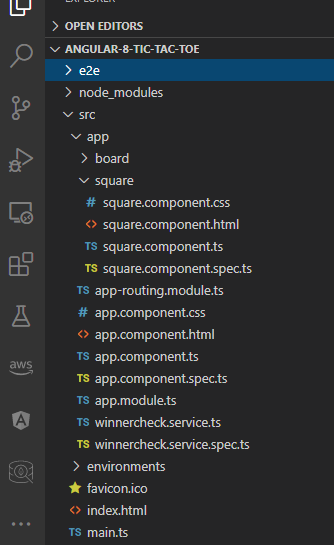 EXPLORER
OPEN EDITORS
ANGULAR-8-TIC-TAC-TOE
e2e
node_modules
src
app
board
square
# square.component.css
<> square.component.html
TS square.component.ts
TS square.component.spec.ts
TS app-routing.module.ts
# app.component.css
<> app.component.html
TS app.component.ts
TS app.component.spec.ts
TS app.module.ts
TS winnercheck.service.ts
TS winnercheck.service.spec.ts
environments
favicon.ico
<> index.html
TS main.ts
aws